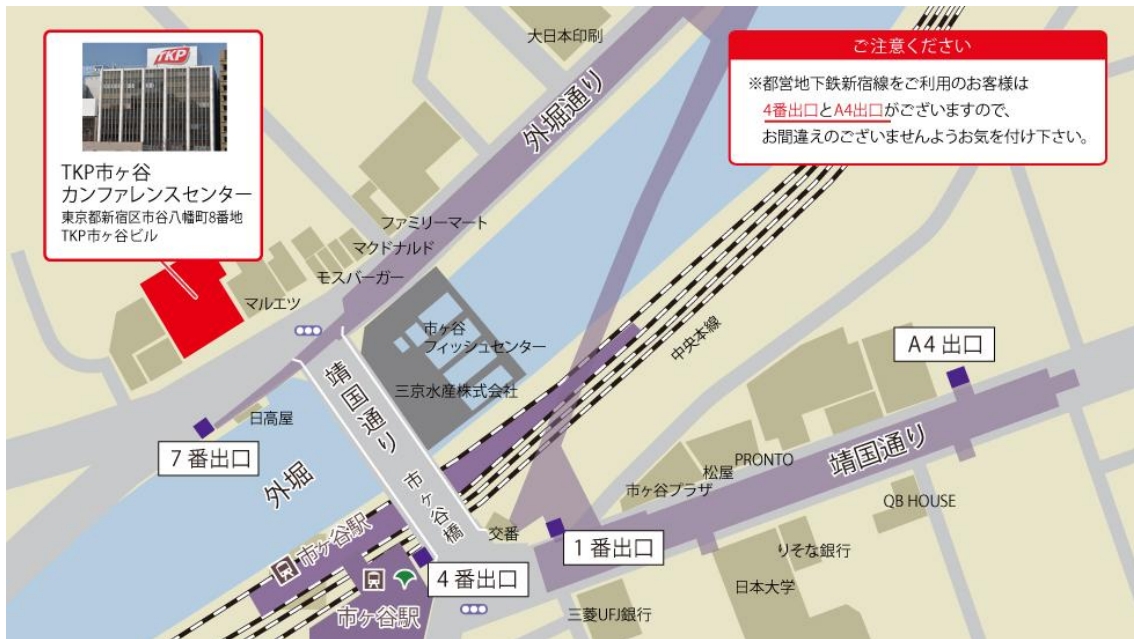 TKP
TKP市ヶ谷
カンファレンスセンター
東京都新宿区市谷八幡町8番地
TKP市ヶ谷ビル
大日本印刷
外堀通り
ご注意ください
※都営地下鉄新宿線をご利用のお客様は
4番出口とA4出口がございますので、
お間違えのございませんようお気を付け下さい。
ファミリーマート
マクドナルド
モスバーガー
マルエツ
市ヶ谷
フィッシュセンター
三京水産株式会社
中央本線
A4出口
靖国通り
日高屋
7番出口
外堀
市ヶ谷橋
靖国通り
PRONTO
松屋
市ヶ谷プラザ
QB HOUSE
交番
1番出口
りそな銀行
日本大学
市ヶ谷駅
4番出口
市ヶ谷駅
三菱UFJ銀行